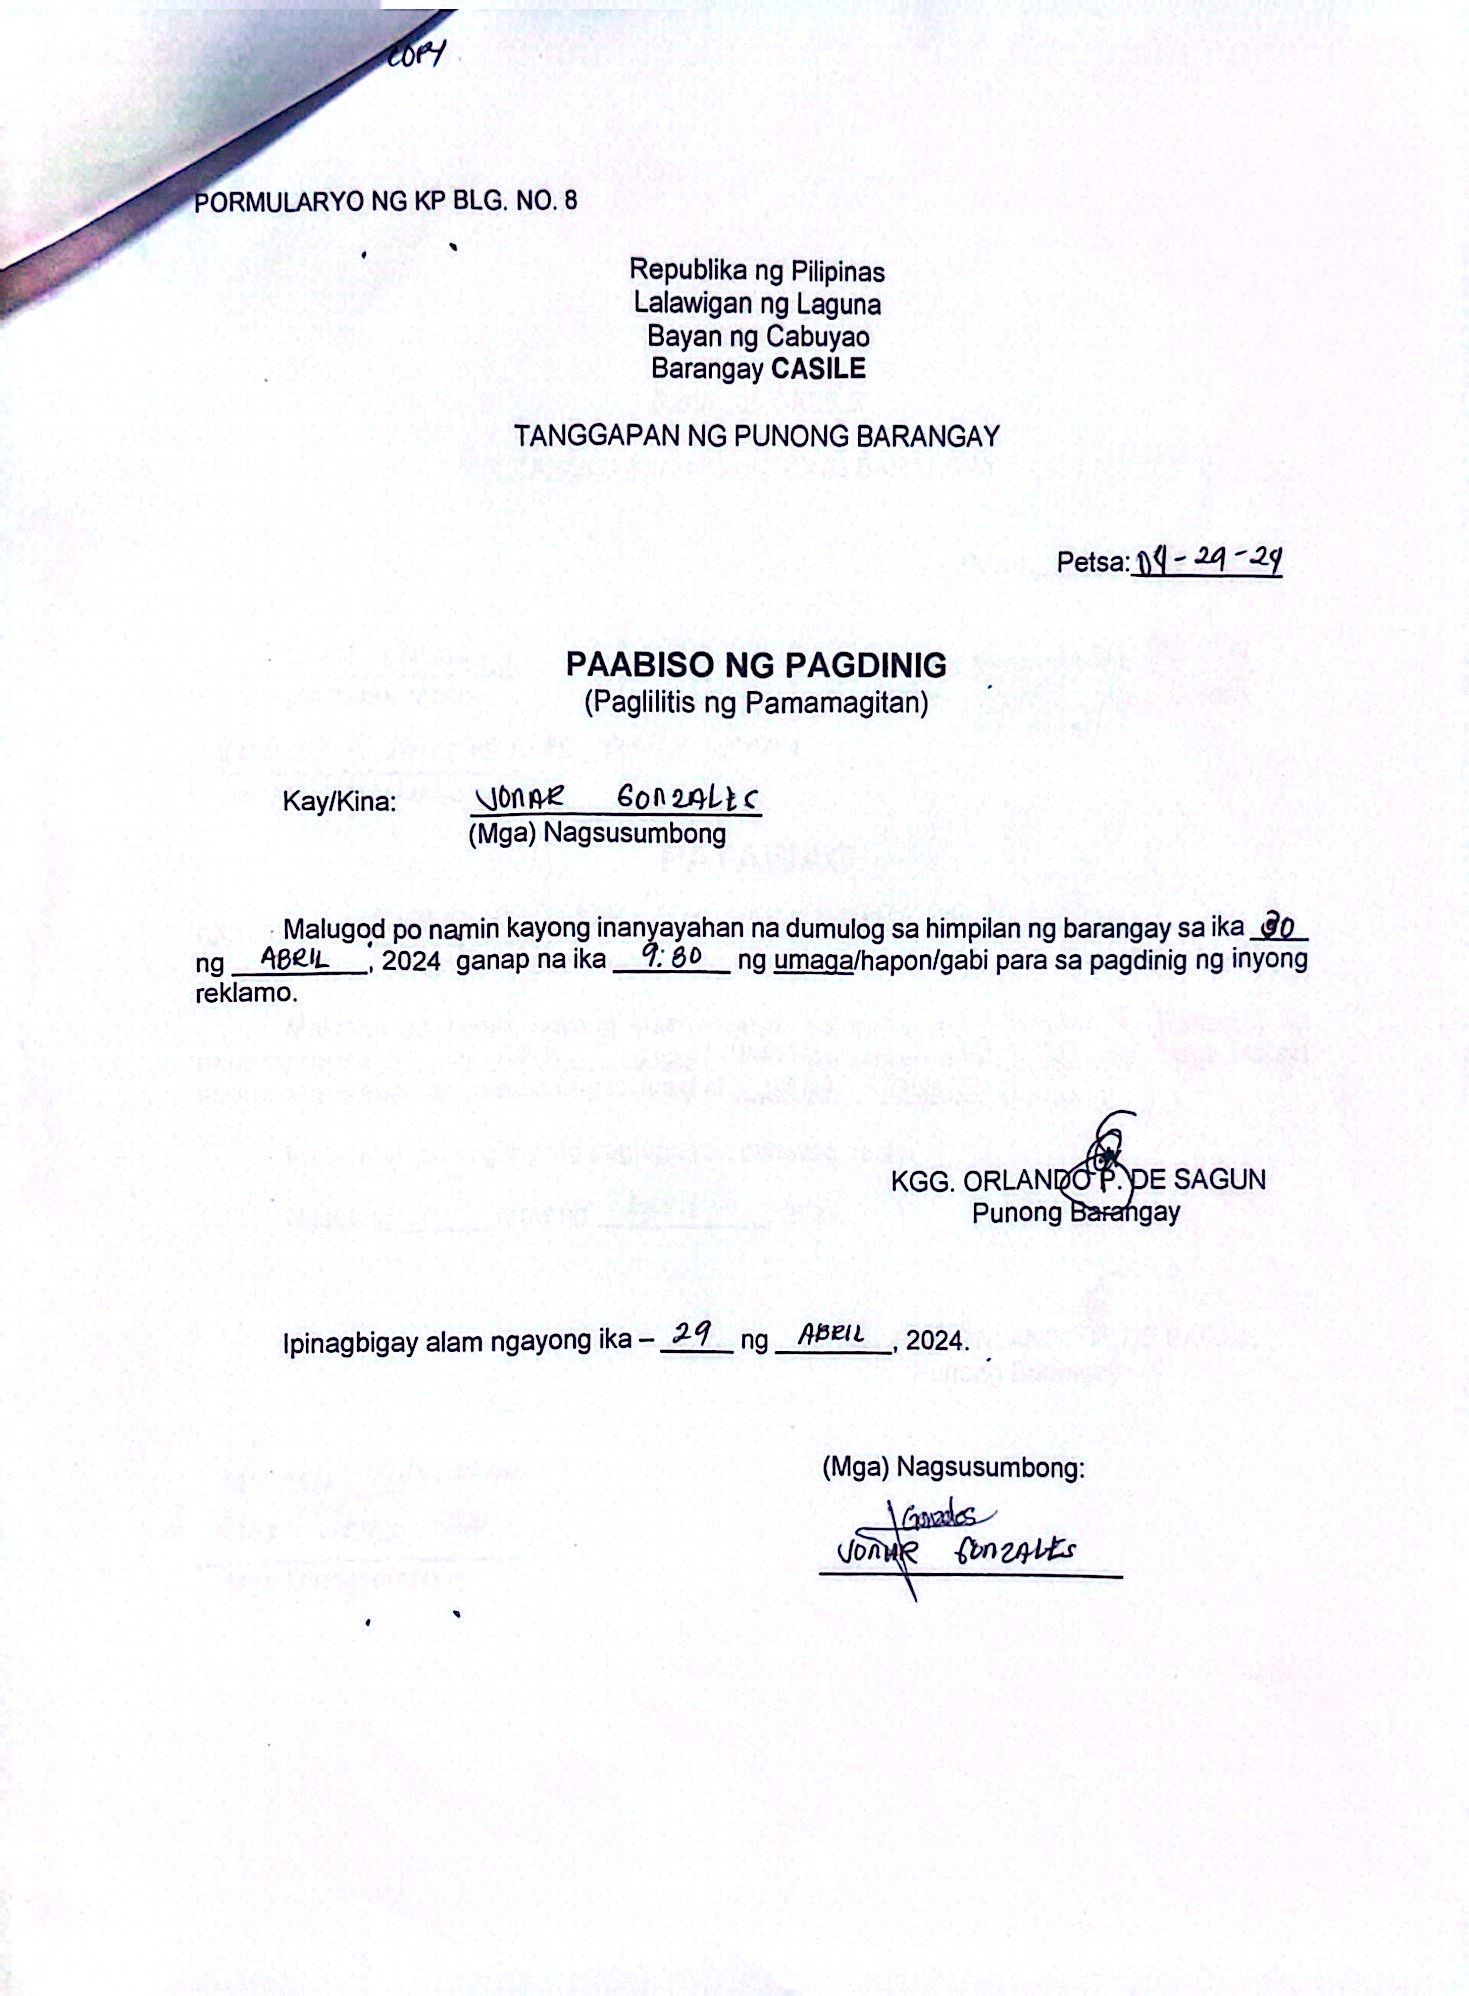 COPY
PORMULARYO NG KP BLG. NO. 8
Republika ng Pilipinas
Lalawigan ng Laguna
Bayan ng Cabuyao
Barangay CASILE
TANGGAPAN NG PUNONG BARANGAY
Petsa: 04-29-24
PAABISO NG PAGDINIG
(Paglilitis ng Pamamagitan)
Kay/Kina: JONAR GONZALES
(Mga) Nagsusumbong
Malugod po namin kayong inanyayahan na dumulog sa himpilan ng barangay sa ika 30
ng ABRIL, 2024 ganap na ika 9:30 ng umaga/hapon/gabi para sa pagdinig ng inyong
reklamo.
KGG. ORLANDO P. DE SAGUN
Punong Barangay
Ipinagbigay alam ngayong ika – 29 ng ABRIL, 2024.
(Mga) Nagsusumbong:
Gonzales
JONAR GONZALES